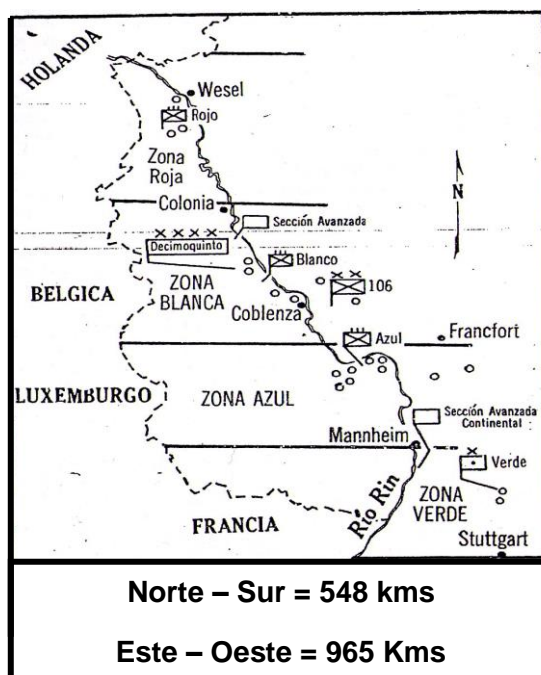 HOLANDA
Wesel
Rojo
Zona
Roja
N
Colonia
Sección Avanzada
Decimoquinto
Blanco
BELGICA
ZONA
BLANCA
106
Coblenza
Azul
Francfort
LUXEMBURGO
ZONA AZUL
Sección Avanzada
Continental
Mannheim
Verde
Río Rin
ZONA
VERDE
FRANCIA
Stuttgart
Norte – Sur = 548 kms
Este – Oeste = 965 Kms